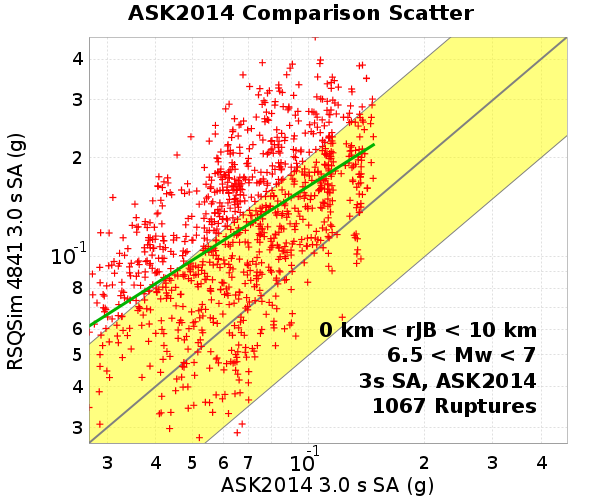 ASK2014 Comparison Scatter
RSQSim 4841 3.0 s SA (g)
4
3
2
10⁻¹
8
6
5
4
3
0 km < rJB < 10 km
6.5 < Mw < 7
3s SA, ASK2014
1067 Ruptures
3 4 5 6 7 10⁻¹ 2 3 4
ASK2014 3.0 s SA (g)